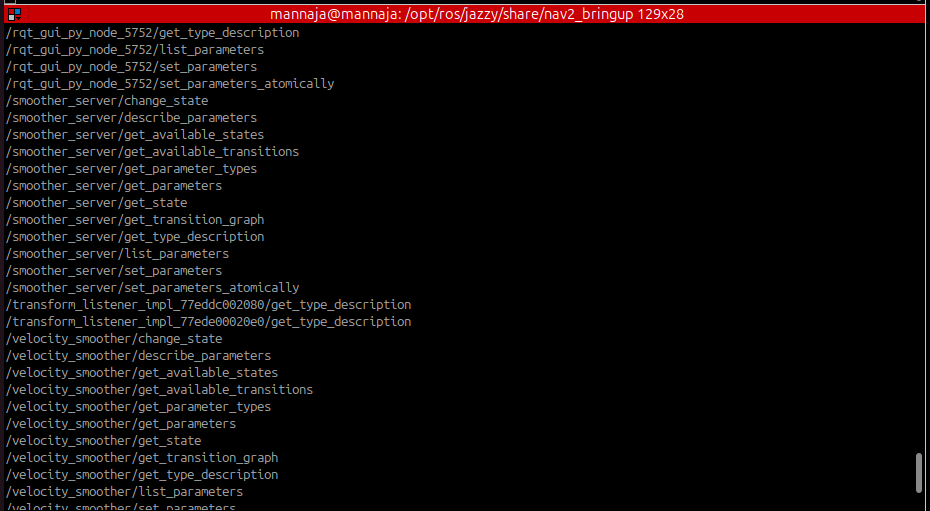 mannaja@mannaja: /opt/ros/jazzy/share/nav2_bringup 129x28
/rqt_gui_py_node_5752/get_type_description
/rqt_gui_py_node_5752/list_parameters
/rqt_gui_py_node_5752/set_parameters
/rqt_gui_py_node_5752/set_parameters_atomically
/smoother_server/change_state
/smoother_server/describe_parameters
/smoother_server/get_available_states
/smoother_server/get_available_transitions
/smoother_server/get_parameter_types
/smoother_server/get_parameters
/smoother_server/get_state
/smoother_server/get_transition_graph
/smoother_server/get_type_description
/smoother_server/list_parameters
/smoother_server/set_parameters
/smoother_server/set_parameters_atomically
/transform_listener_impl_77eddc002080/get_type_description
/transform_listener_impl_77ede00020e0/get_type_description
/velocity_smoother/change_state
/velocity_smoother/describe_parameters
/velocity_smoother/get_available_states
/velocity_smoother/get_available_transitions
/velocity_smoother/get_parameter_types
/velocity_smoother/get_parameters
/velocity_smoother/get_state
/velocity_smoother/get_transition_graph
/velocity_smoother/get_type_description
/velocity_smoother/list_parameters
/velocity_smoother/set_parameters